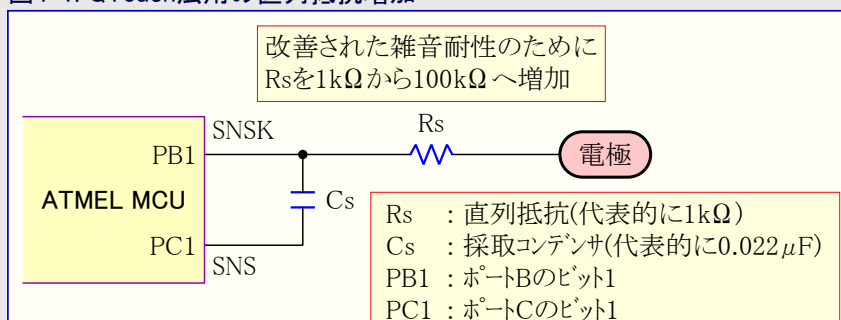 改善された雑音耐性のために
Rsを1kΩから100kΩへ増加
SNSK
Rs
PB1
電極
ATMEL MCU
Cs
PC1
SNS
Rs : 直列抵抗(代表的に1kΩ)
Cs : 採取コンデンサ(代表的に0.022μF)
PB1 : ポートBのビット1
PC1 : ポートCのビット1